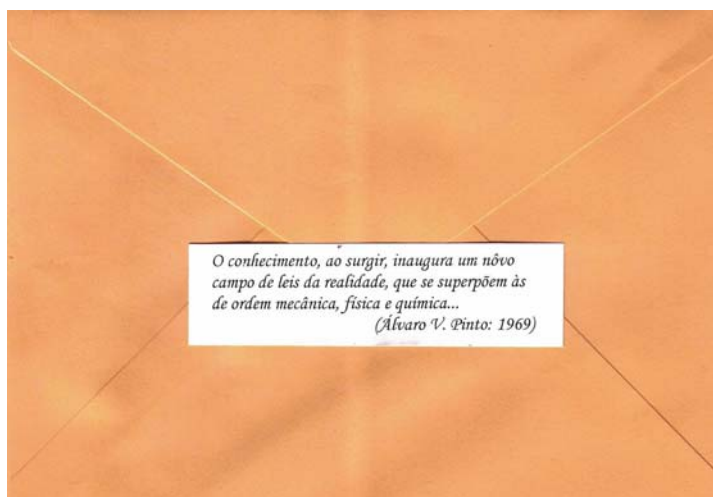 O conhecimento, ao surgir, inaugura um nôvo
campo de leis da realidade, que se superpõem às
de ordem mecânica, física e química...
(Álvaro V. Pinto: 1969)